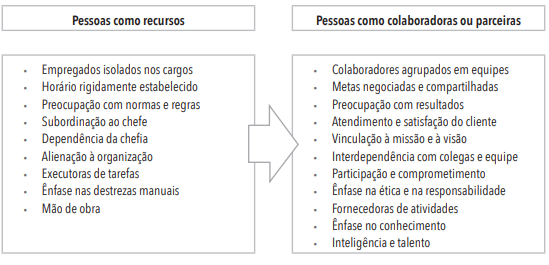 Pessoas como recursos
Pessoas como colaboradoras ou parceiras
• Empregados isolados nos cargos
• Horário rigidamente estabelecido
• Preocupação com normas e regras
• Subordinação ao chefe
• Dependência da chefia
• Alienação à organização
• Executoras de tarefas
• Ênfase nas destrezas manuais
• Mão de obra
• Colaboradores agrupados em equipes
• Metas negociadas e compartilhadas
• Preocupação com resultados
• Atendimento e satisfação do cliente
• Vinculação à missão e à visão
• Interdependência com colegas e equipe
• Participação e comprometimento
• Ênfase na ética e na responsabilidade
• Fornecedoras de atividades
• Ênfase no conhecimento
• Inteligência e talento